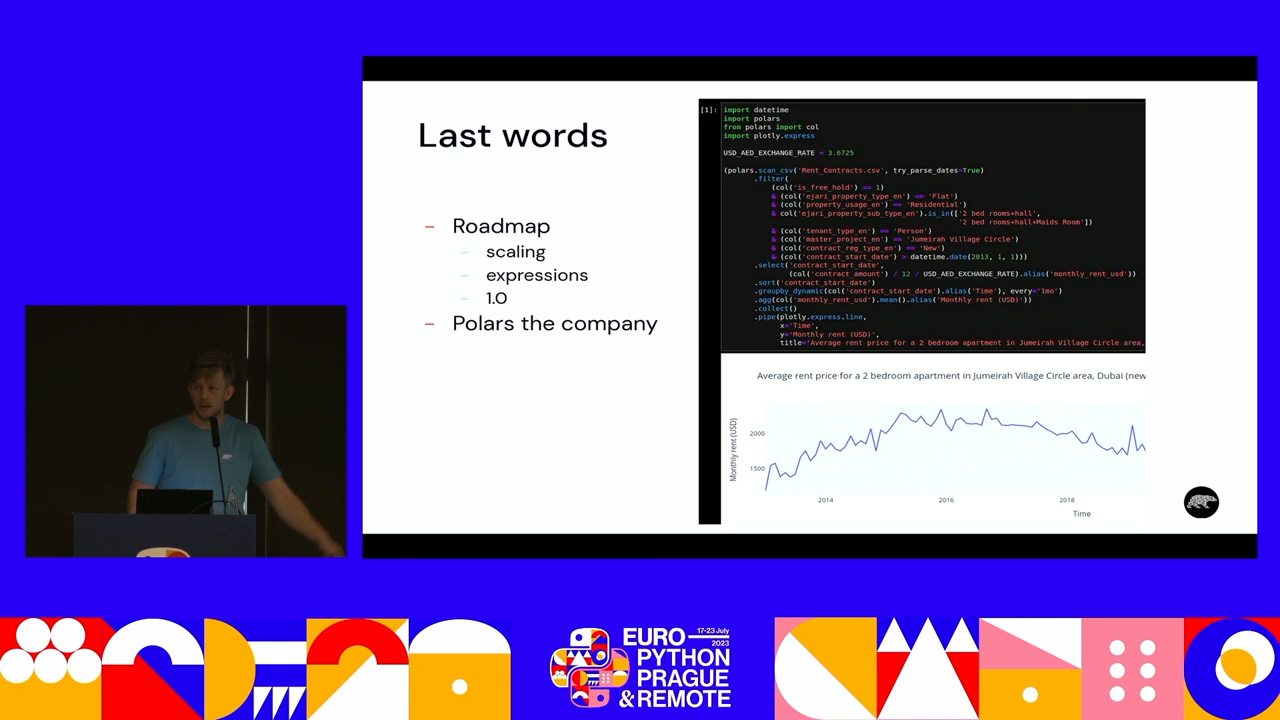 Last words
– Roadmap
– scaling
– expressions
– 1.0
– Polars the company
[1]:
import datetime
import polars
from polars import col
import plotly.express
USD_AED_EXCHANGE_RATE = 3.6725
(polars.scan_csv('Rent_Contracts.csv', try_parse_dates=True)
.filter(
(col('is_free_hold') == 1)
& (col('ejari_property_type_en') == 'Flat')
& (col('property_usage_en') == 'Residential')
& col('ejari_property_sub_type_en').is_in(['2 bed rooms+hall',
'2 bed rooms+hall+Maids Room'])
& (col('tenant_type_en') == 'Person')
& (col('master_project_en') == 'Jumeirah Village Circle')
& (col('contract_reg_type_en') == 'New')
& (col('contract_start_date') > datetime.date(2013, 1, 1)))
.select('contract_start_date',
(col('contract_amount') / 12 / USD_AED_EXCHANGE_RATE).alias('monthly_rent_usd'))
.sort('contract_start_date')
.groupby_dynamic(col('contract_start_date').alias('Time'), every='1mo')
.agg(col('monthly_rent_usd').mean().alias('Monthly rent (USD)'))
.collect()
.pipe(plotly.express.line,
x='Time',
y='Monthly rent (USD)',
title='Average rent price for a 2 bedroom apartment in Jumeirah Village Circle area,
Average rent price for a 2 bedroom apartment in Jumeirah Village Circle area, Dubai (new
Monthly rent (USD)
2000
1500
2014
2016
2018
Time
EURO
17-23 July
2023
PYTHON
PRAGUE
& REMOTE